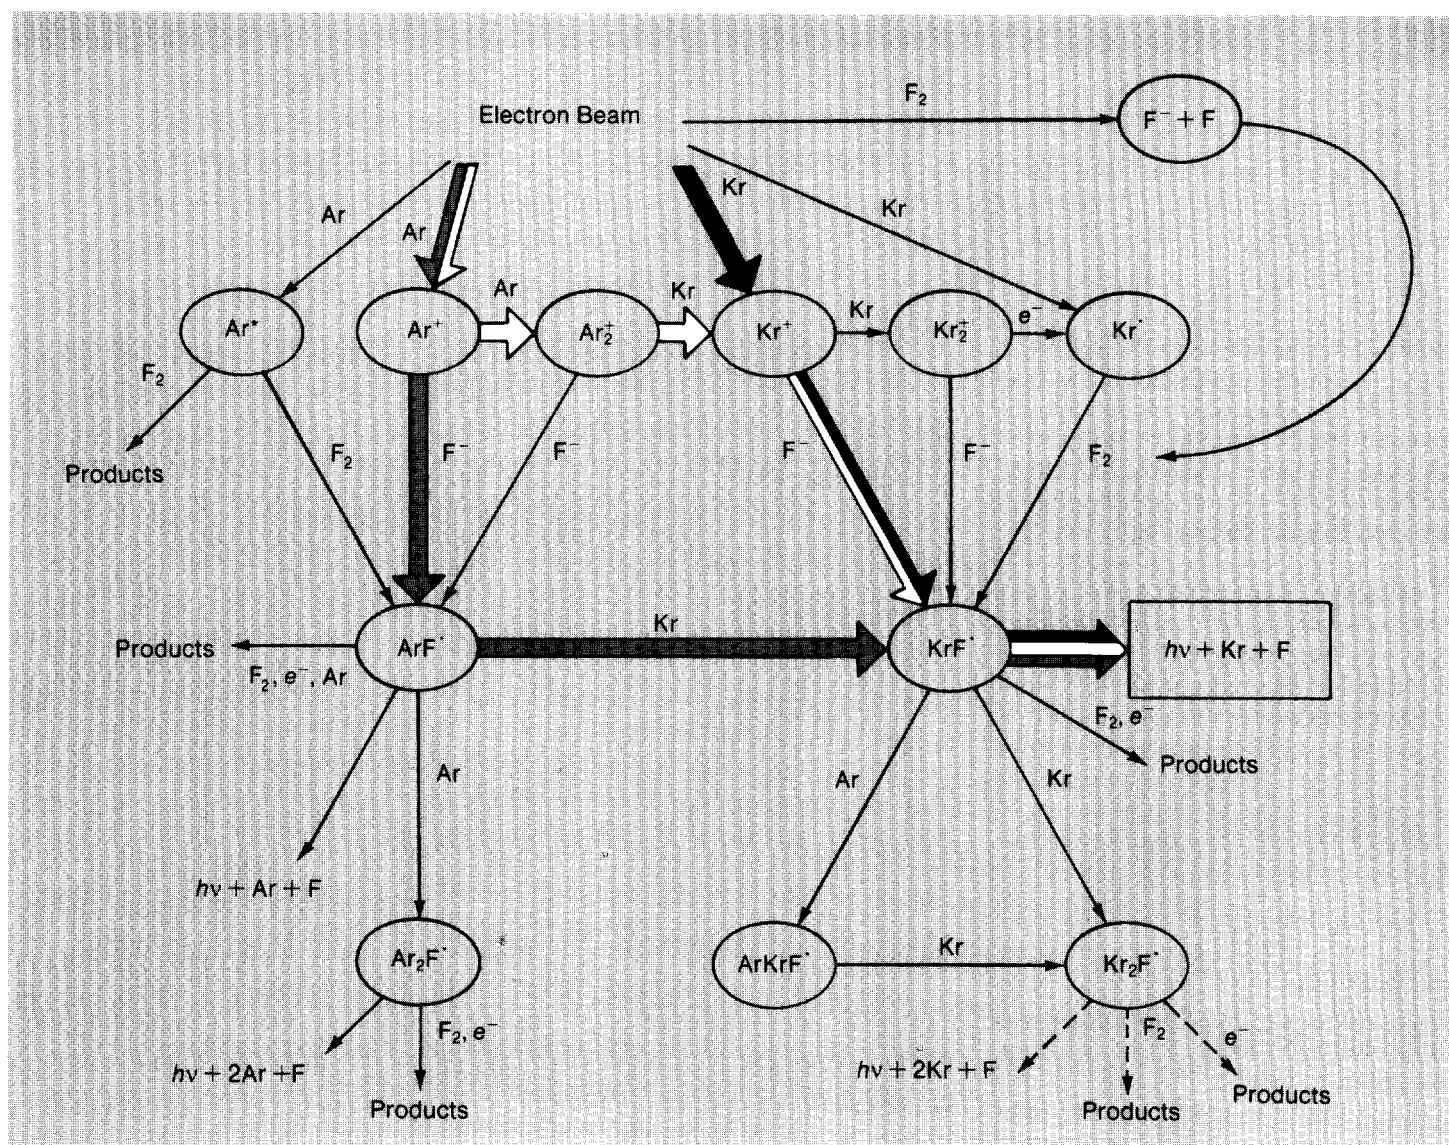 F₂
Electron Beam
F⁻ + F
Kr
Ar
Kr
Ar
Ar
Kr
Ar*
Ar⁺
Ar₂⁺
Kr⁺
Kr
Kr₂⁺
e⁻
Kr*
F₂
F₂
F⁻
F⁻
F⁻
F⁻
F₂
Products
Kr
Products
ArF*
KrF*
hν + Kr + F
F₂, e⁻, Ar
F₂, e⁻
Ar
Ar
Kr
Products
hν + Ar + F
Ar₂F*
ArKrF*
Kr
Kr₂F*
F₂, e⁻
F₂
e⁻
hν + 2Ar + F
hν + 2Kr + F
Products
Products
Products